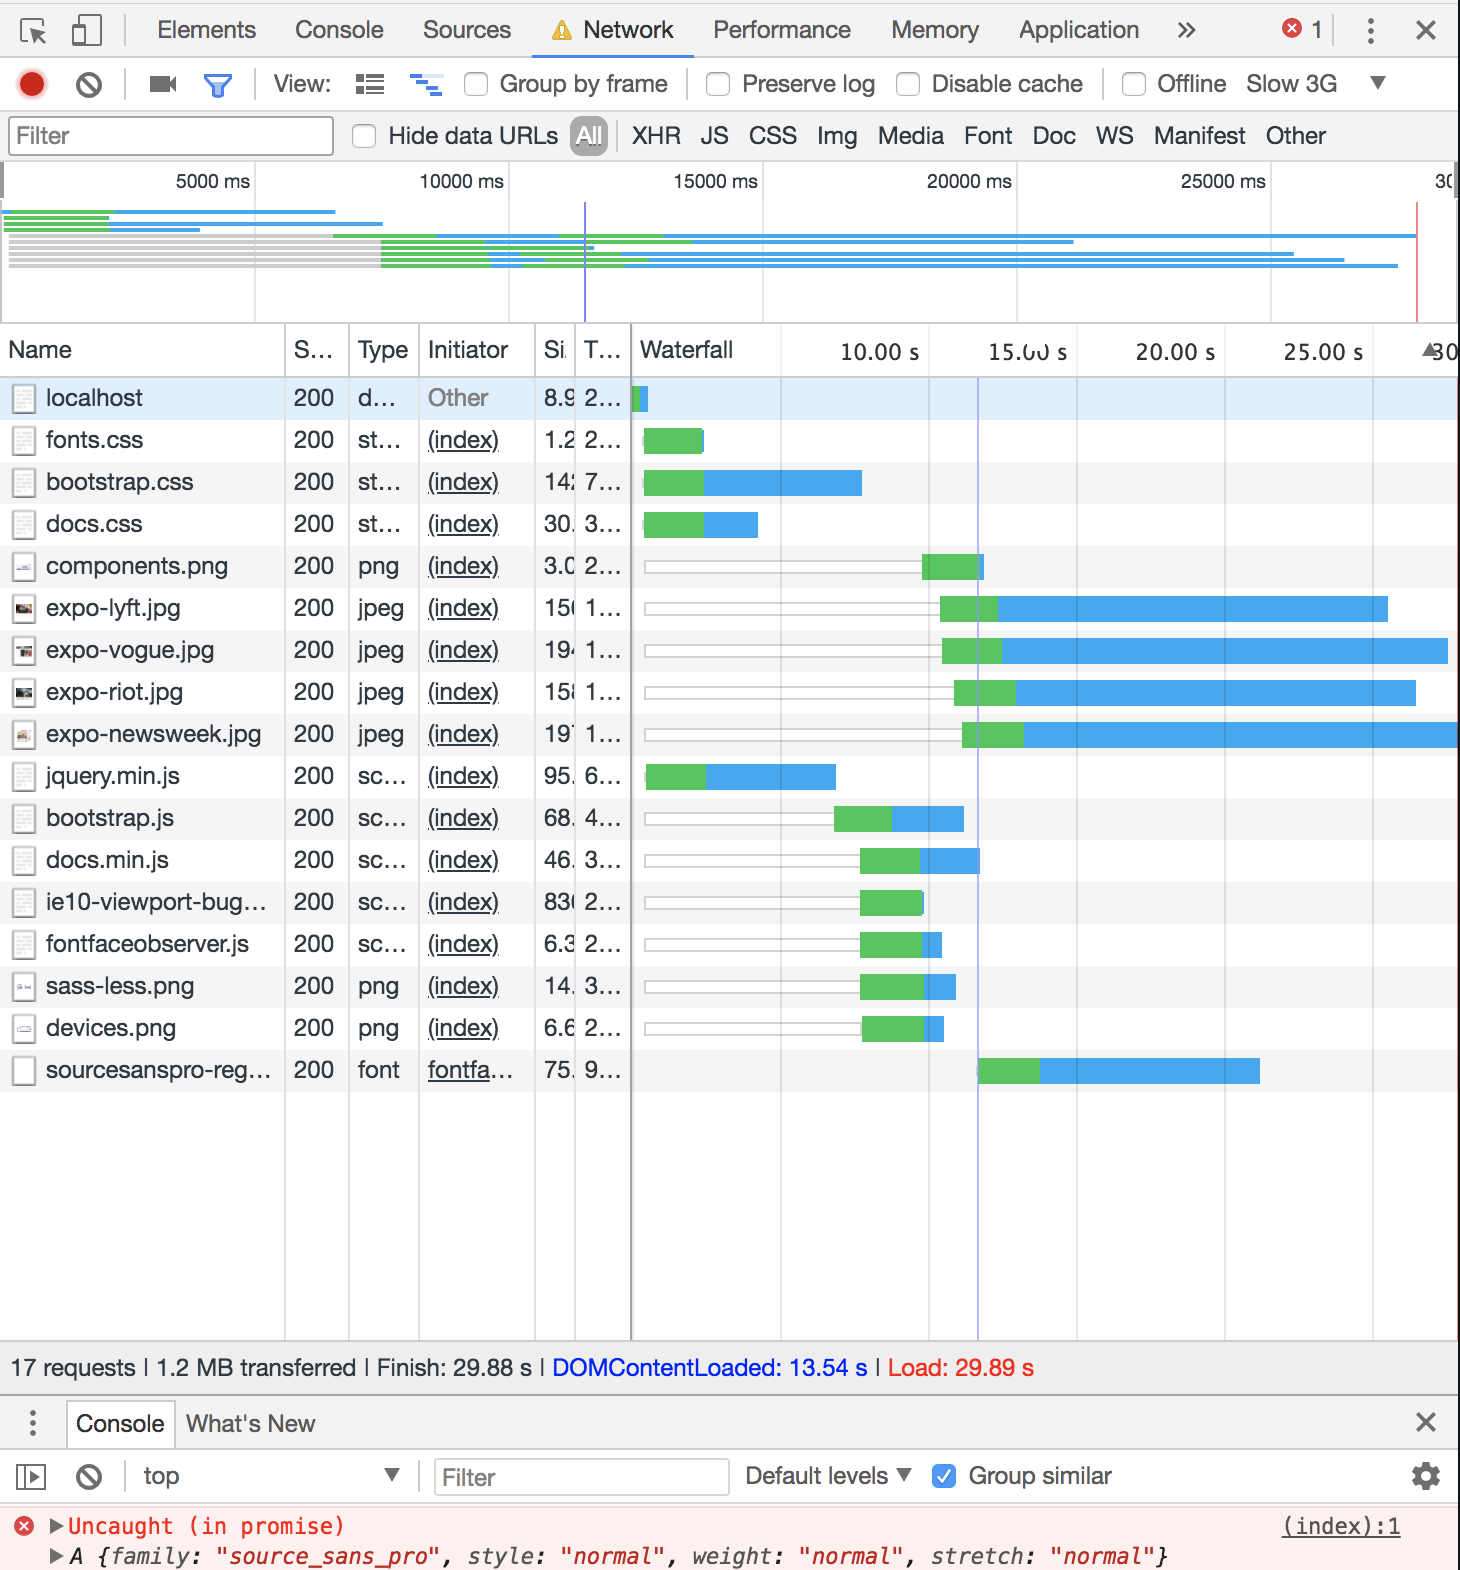 Elements Console Sources Network Performance Memory Application » 1
View: Group by frame Preserve log Disable cache Offline Slow 3G
Filter Hide data URLs All XHR JS CSS Img Media Font Doc WS Manifest Other
5000 ms 10000 ms 15000 ms 20000 ms 25000 ms
Name S... Type Initiator Si. T... Waterfall 10.00 s 15.00 s 20.00 s 25.00 s 30
localhost 200 d... Other 8.9 2...
fonts.css 200 st... (index) 1.2 2...
bootstrap.css 200 st... (index) 142 7...
docs.css 200 st... (index) 30. 3...
components.png 200 png (index) 3.0 2...
expo-lyft.jpg 200 jpeg (index) 150 1...
expo-vogue.jpg 200 jpeg (index) 194 1...
expo-riot.jpg 200 jpeg (index) 158 1...
expo-newsweek.jpg 200 jpeg (index) 197 1...
jquery.min.js 200 sc... (index) 95. 6...
bootstrap.js 200 sc... (index) 68. 4...
docs.min.js 200 sc... (index) 46. 3...
ie10-viewport-bug... 200 sc... (index) 830 2...
fontfaceobserver.js 200 sc... (index) 6.3 2...
sass-less.png 200 png (index) 14. 3...
devices.png 200 png (index) 6.6 2...
sourcesanspro-reg... 200 font fontfa... 75. 9...
17 requests | 1.2 MB transferred | Finish: 29.88 s | DOMContentLoaded: 13.54 s | Load: 29.89 s
Console What's New
top Filter Default levels Group similar
Uncaught (in promise) (index):1
A {family: "source_sans_pro", style: "normal", weight: "normal", stretch: "normal"}